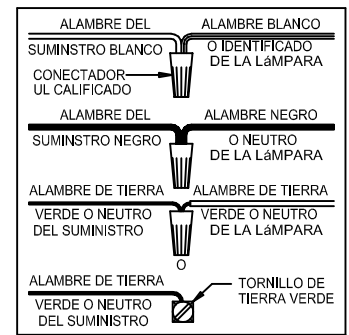 ALAMBRE DEL ALAMBRE BLANCO
SUMINSTRO BLANCO O IDENTIFICADO
DE LA LáMPARA
CONECTADOR
UL CALIFICADO
ALAMBRE DEL ALAMBRE NEGRO
SUMINSTRO NEGRO O NEUTRO
DE LA LáMPARA
ALAMBRE DE TIERRA ALAMBRE DE TIERRA
VERDE O NEUTRO VERDE O NEUTRO
DEL SUMINISTRO DE LA LáMPARA
O
ALAMBRE DE TIERRA TORNILLO DE
TIERRA VERDE
VERDE O NEUTRO
DEL SUMINISTRO